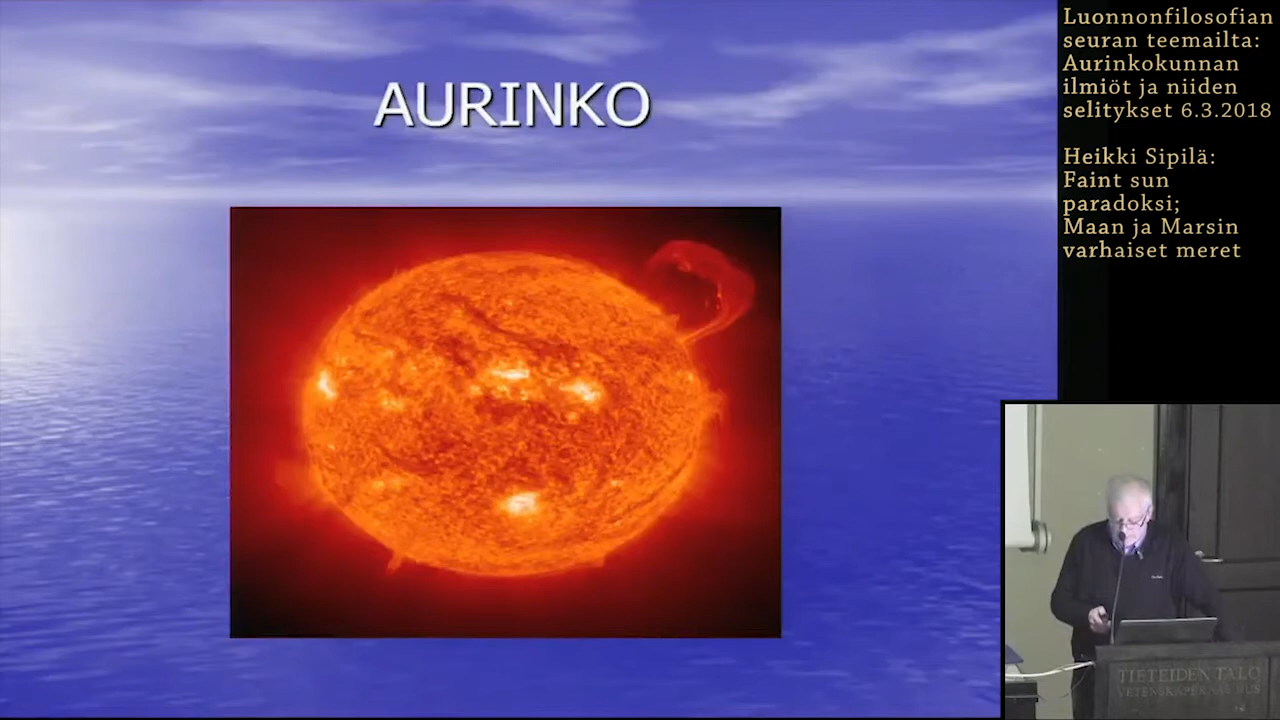 AURINKO
Luonnonfilosofian
seuran teemailta:
Aurinkokunnan
ilmiöt ja niiden
selitykset 6.3.2018
Heikki Sipilä:
Faint sun
paradoksi;
Maan ja Marsin
varhaiset meret
TIETEIDEN TALO